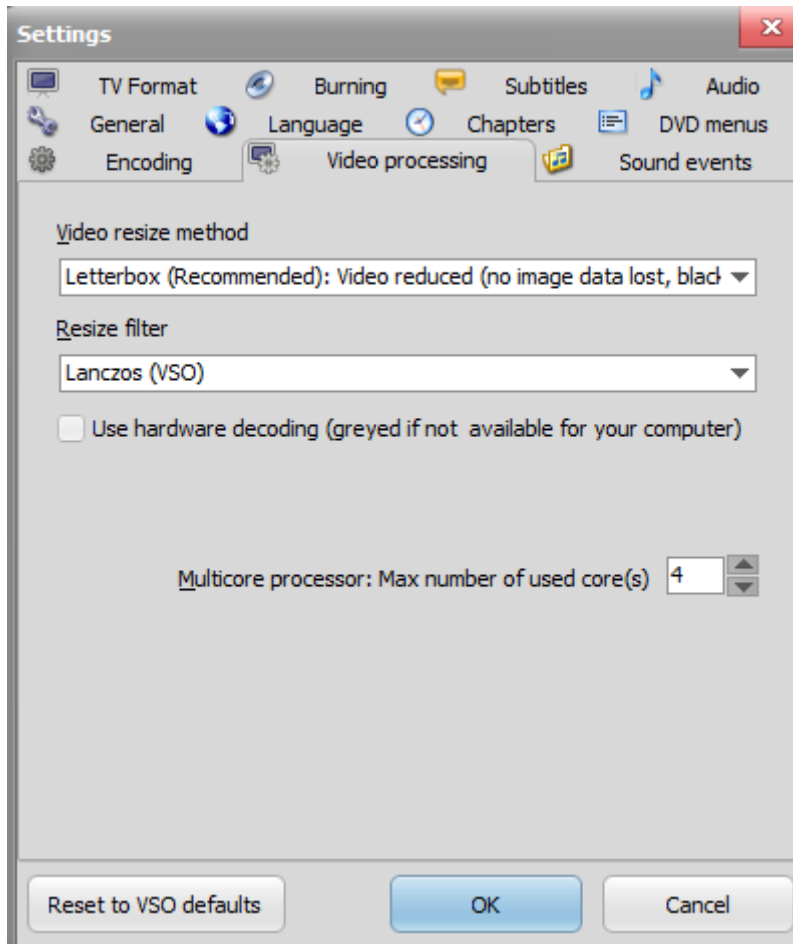 Settings
TV Format Burning Subtitles Audio
General Language Chapters DVD menus
Encoding Video processing Sound events
Video resize method
Letterbox (Recommended): Video reduced (no image data lost, black
Resize filter
Lanczos (VSO)
Use hardware decoding (greyed if not available for your computer)
Multicore processor: Max number of used core(s) 4
Reset to VSO defaults OK Cancel